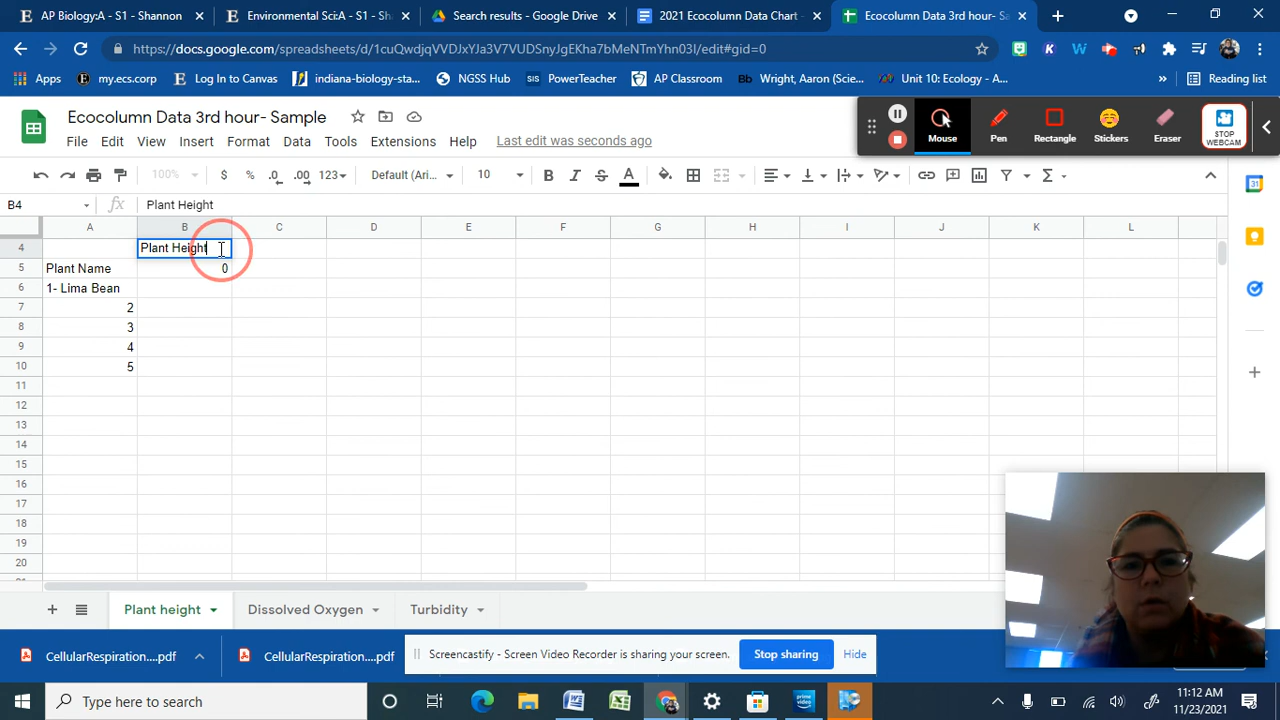 AP Biology:A - S1 - Shannon
Environmental Sci:A - S1 - Sha
Search results - Google Drive
2021 Ecocolumn Data Chart -
Ecocolumn Data 3rd hour- Sa
https://docs.google.com/spreadsheets/d/1cuQwdjqVVDJxYJa3V7VUDSnyJgEKha7bMeNTmYhn03I/edit#gid=0
Apps
my.ecs.corp
Log In to Canvas
indiana-biology-sta...
NGSS Hub
SIS PowerTeacher
AP Classroom
Bb Wright, Aaron (Scie...
Unit 10: Ecology - A...
»
Reading list
Ecocolumn Data 3rd hour- Sample
File Edit View Insert Format Data Tools Extensions Help Last edit was seconds ago
Mouse Pen Rectangle Stickers Eraser STOP WEBCAM
100% $ % .0 .00 123 Default (Ari... 10 B I S A
B4 fx Plant Height
A B C D E F G H I J K L
4 Plant Height
5 Plant Name 0
6 1- Lima Bean
7 2
8 3
9 4
10 5
11
12
13
14
15
16
17
18
19
20
Plant height Dissolved Oxygen Turbidity
CellularRespiration....pdf
CellularRespiration....pdf
Screencastify - Screen Video Recorder is sharing your screen. Stop sharing Hide
Type here to search
prime video
11:12 AM
11/23/2021